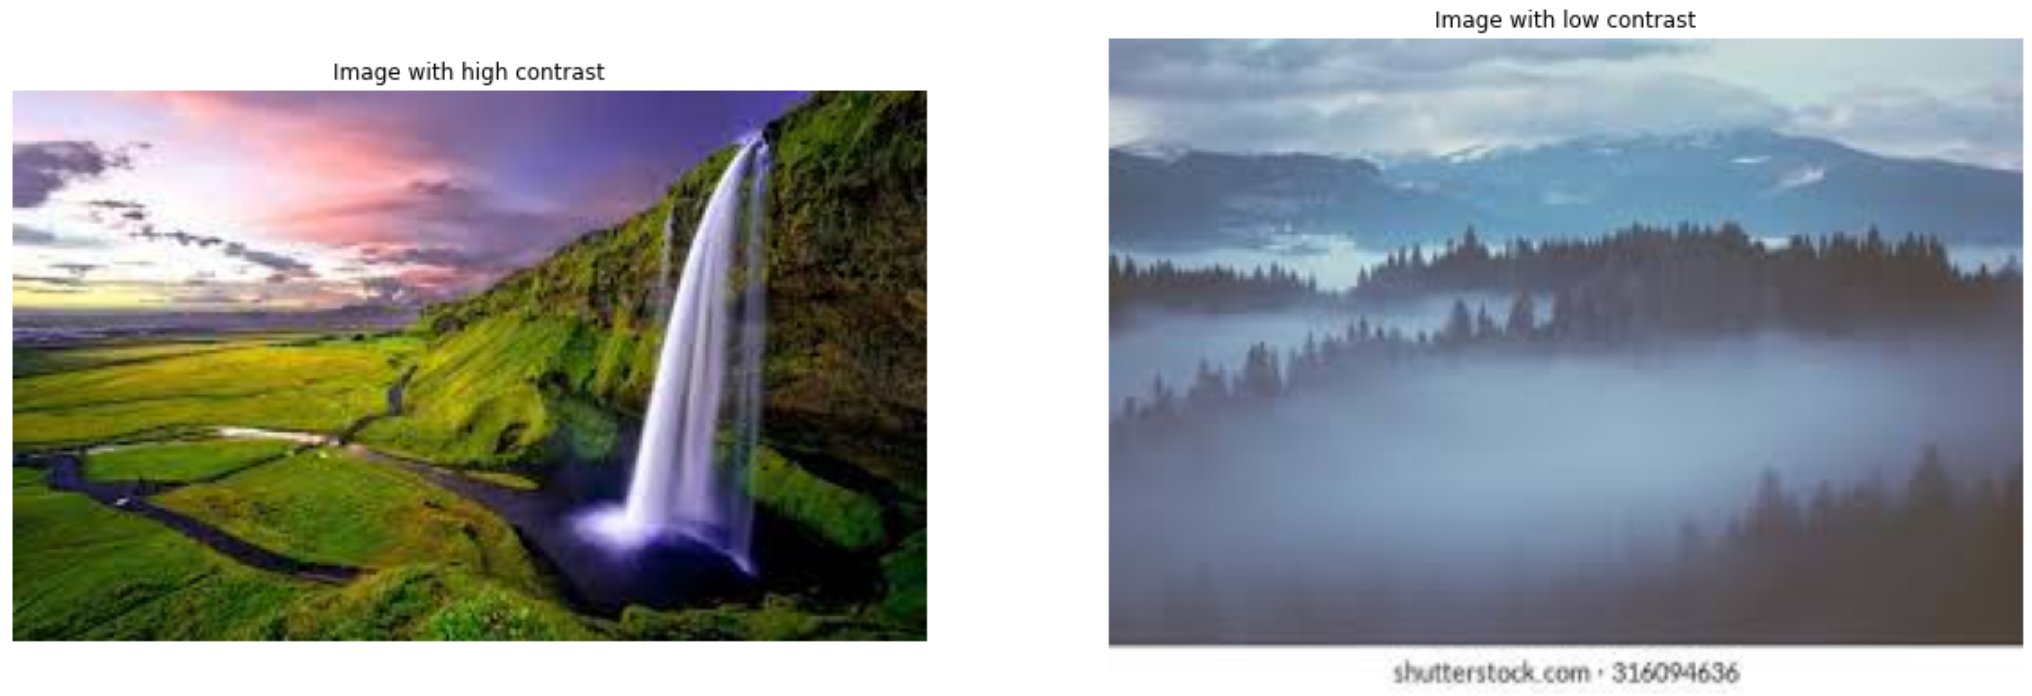 Image with high contrast
Image with low contrast
shutterstock.com · 316094636